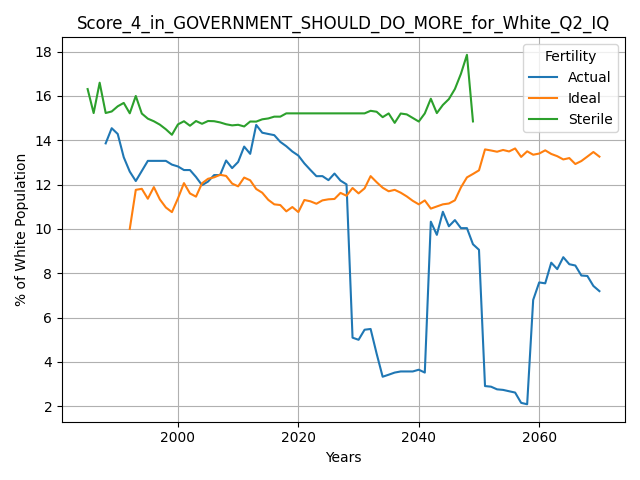 Score_4_in_GOVERNMENT_SHOULD_DO_MORE_for_White_Q2_IQ
18
16
14
12
10
8
6
4
2
% of White Population
Fertility
Actual
Ideal
Sterile
2000
2020
2040
2060
Years